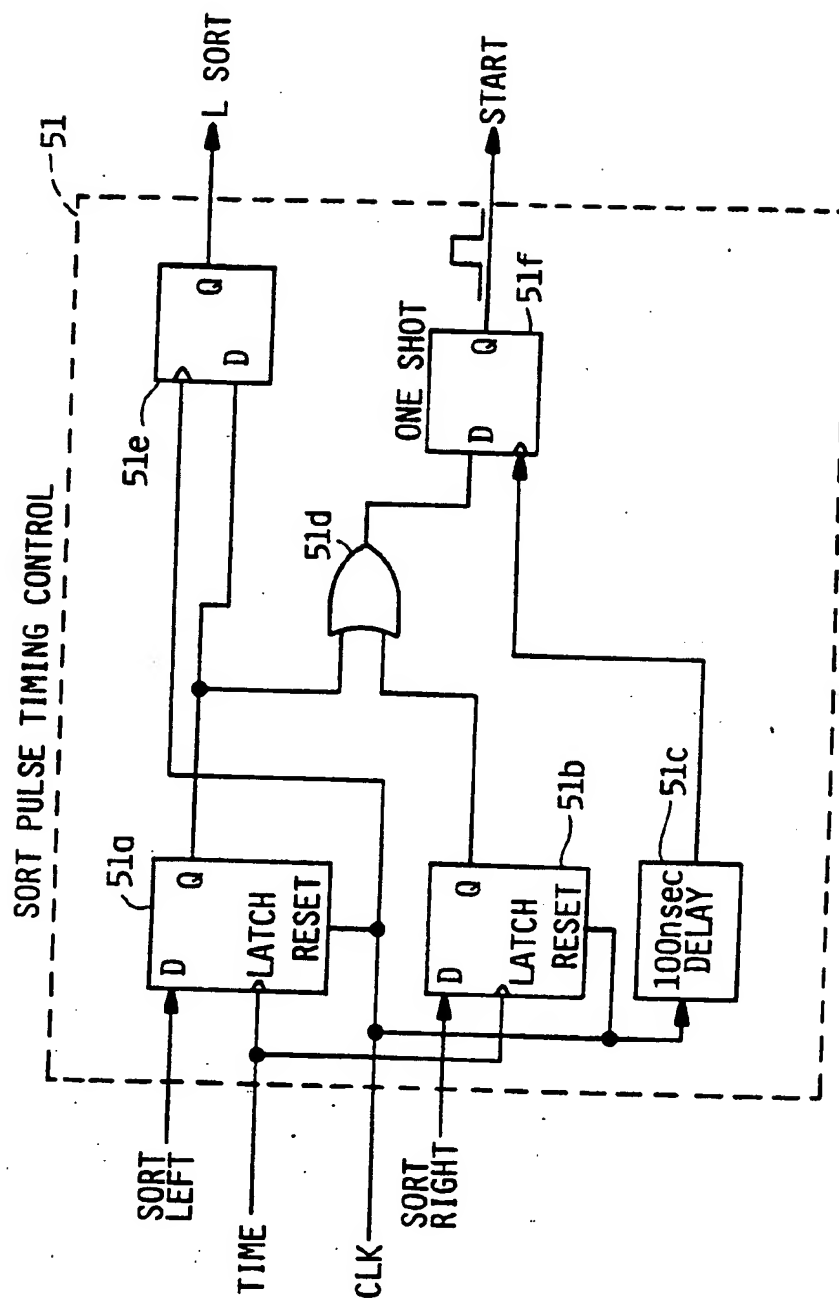 SORT PULSE TIMING CONTROL
51
SORT
LEFT
TIME
CLK
SORT
RIGHT
51a
D
Q
LATCH
RESET
51b
D
Q
LATCH
RESET
51c
100nsec
DELAY
51d
51e
Q
D
L SORT
ONE SHOT
D
Q
51f
START